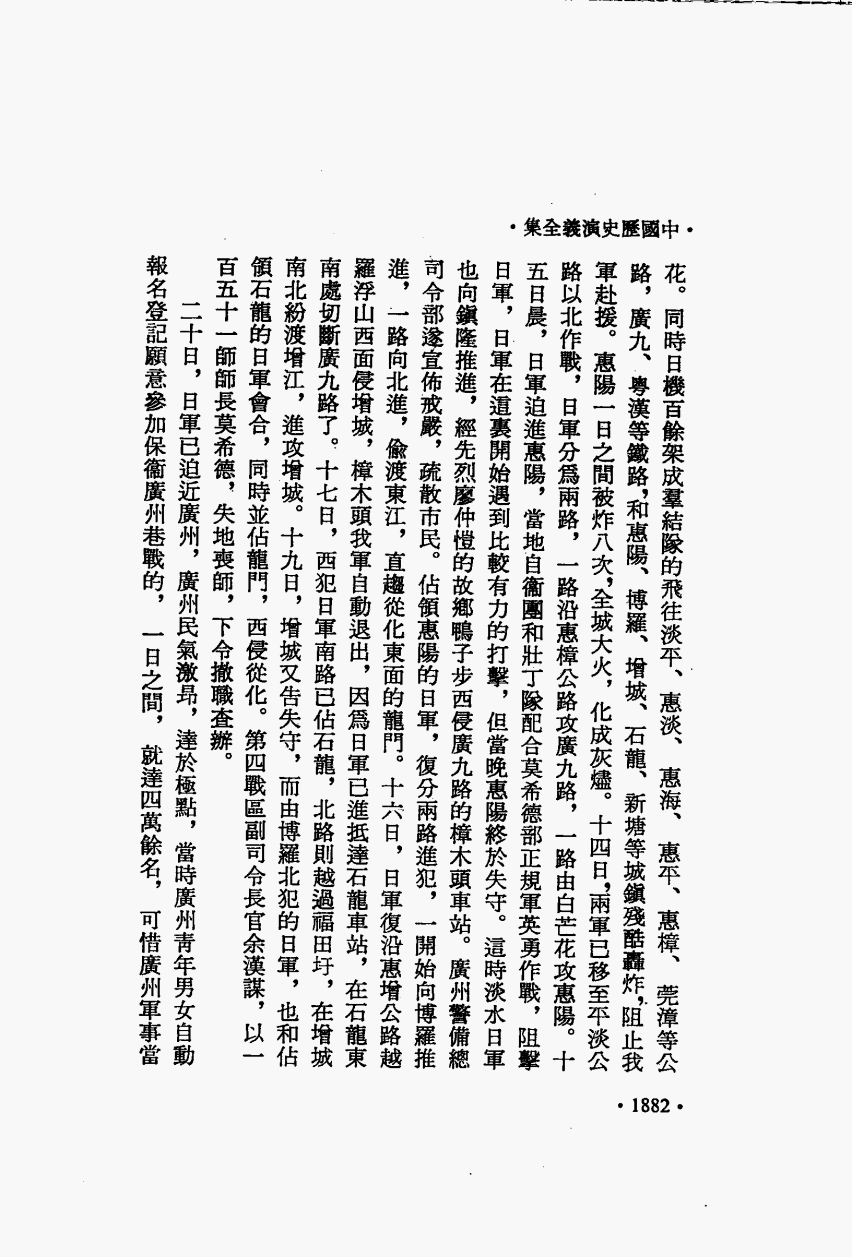 ·中國歷史演義全集·
花。同時日機百餘架成羣結隊的飛往淡平、惠淡、惠海、惠平、惠樟、莞漳等公
路，廣九、粵漢等鐵路，和惠陽、博羅、增城、石龍、新塘等城鎮殘酷轟炸，阻止我
軍赴援。惠陽一日之間被炸八次，全城大火，化成灰燼。十四日，兩軍已移至平淡公
路以北作戰，日軍分爲兩路，一路沿惠樟公路攻廣九路，一路由白芒花攻惠陽。十
五日晨，日軍迫進惠陽，當地自衞團和壯丁隊配合莫希德部正規軍英勇作戰，阻擊
日軍，日軍在這裏開始遇到比較有力的打擊，但當晚惠陽終於失守。這時淡水日軍
也向鎮隆推進，經先烈廖仲愷的故鄉鴨子步西侵廣九路的樟木頭車站。廣州警備總
司令部遂宣佈戒嚴，疏散市民。佔領惠陽的日軍，復分兩路進犯，一開始向博羅推
進，一路向北進，偸渡東江，直趨從化東面的龍門。十六日，日軍復沿惠增公路越
羅浮山西面侵增城，樟木頭我軍自動退出，因爲日軍已進抵達石龍車站，在石龍東
南處切斷廣九路了。十七日，西犯日軍南路已佔石龍，北路則越過福田圩，在增城
南北紛渡增江，進攻增城。十九日，增城又告失守，而由博羅北犯的日軍，也和佔
領石龍的日軍會合，同時並佔龍門，西侵從化。第四戰區副司令長官余漢謀，以一
百五十一師師長莫希德，失地喪師，下令撤職查辦。
二十日，日軍已迫近廣州，廣州民氣激昂，達於極點，當時廣州靑年男女自動
報名登記願意參加保衞廣州巷戰的，一日之間，就達四萬餘名，可惜廣州軍事當
·1882·